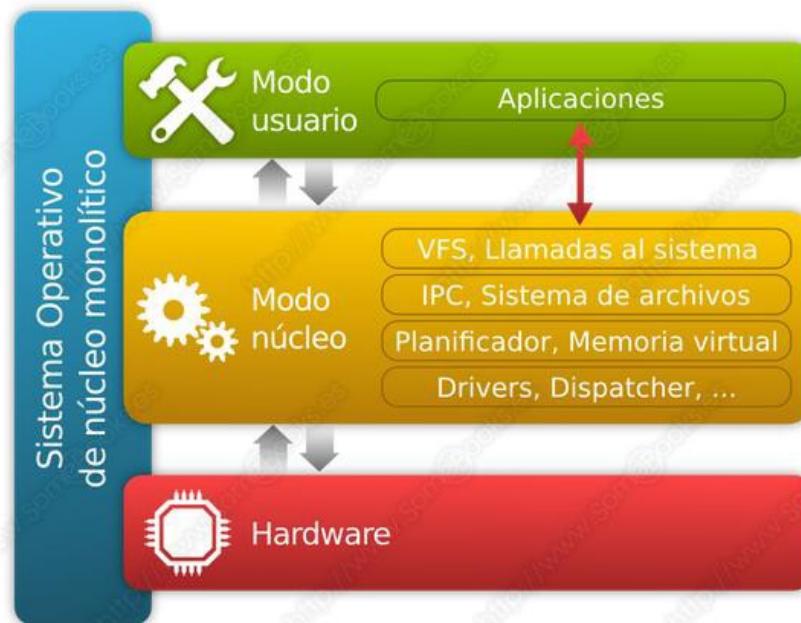 Sistema Operativo
de núcleo monolítico
Modo
usuario
Aplicaciones
Modo
núcleo
VFS, Llamadas al sistema
IPC, Sistema de archivos
Planificador, Memoria virtual
Drivers, Dispatcher, ...
Hardware